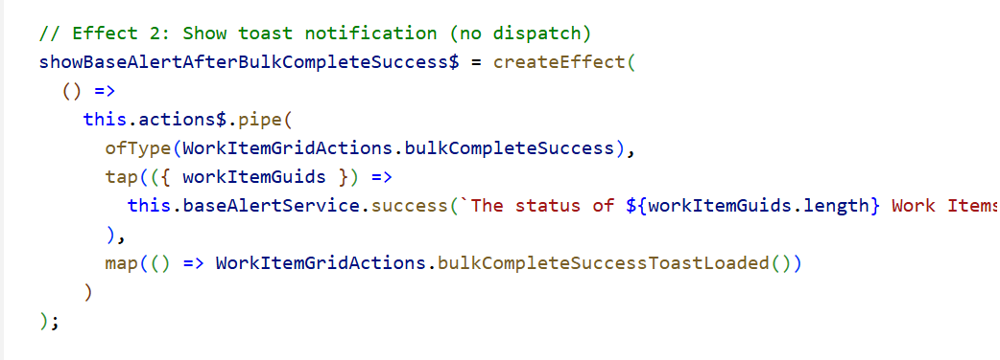 // Effect 2: Show toast notification (no dispatch)
showBaseAlertAfterBulkCompleteSuccess$ = createEffect(
  () =>
    this.actions$.pipe(
      ofType(WorkItemGridActions.bulkCompleteSuccess),
      tap(({ workItemGuids }) =>
        this.baseAlertService.success(`The status of ${workItemGuids.length} Work Items
      ),
      map(() => WorkItemGridActions.bulkCompleteSuccessToastLoaded())
    )
);